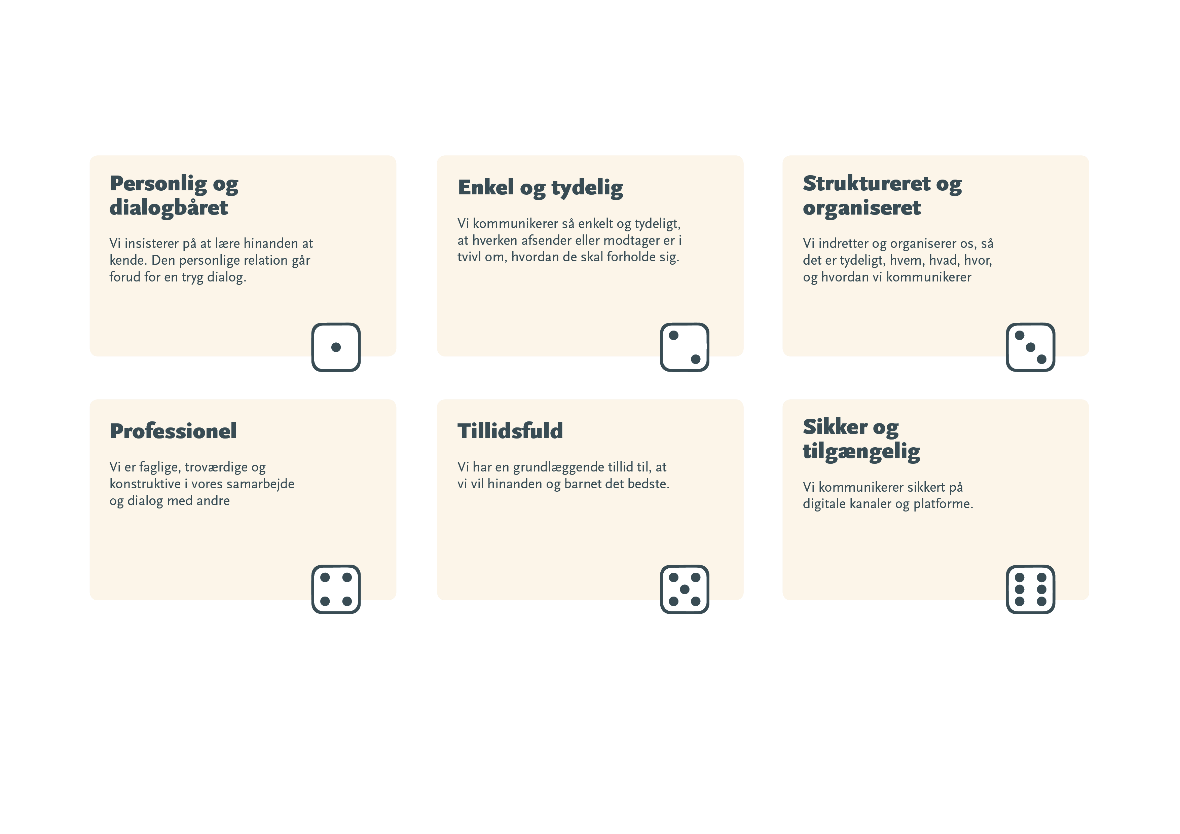 Personlig og
dialogbåret
Vi insisterer på at lære hinanden at
kende. Den personlige relation går
forud for en tryg dialog.
Enkel og tydelig
Vi kommunikerer så enkelt og tydeligt,
at hverken afsender eller modtager er i
tvivl om, hvordan de skal forholde sig.
Struktureret og
organiseret
Vi indretter og organiserer os, så
det er tydeligt, hvem, hvad, hvor,
og hvordan vi kommunikerer
Professionel
Vi er faglige, troværdige og
konstruktive i vores samarbejde
og dialog med andre
Tillidsfuld
Vi har en grundlæggende tillid til, at
vi vil hinanden og barnet det bedste.
Sikker og
tilgængelig
Vi kommunikerer sikkert på
digitale kanaler og platforme.